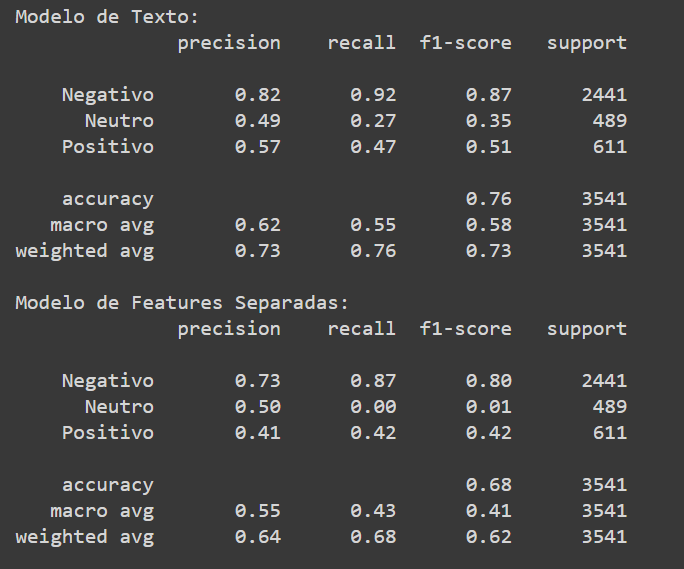 Modelo de Texto:
precision recall f1-score support
Negativo 0.82 0.92 0.87 2441
Neutro 0.49 0.27 0.35 489
Positivo 0.57 0.47 0.51 611
accuracy 0.76 3541
macro avg 0.62 0.55 0.58 3541
weighted avg 0.73 0.76 0.73 3541
Modelo de Features Separadas:
precision recall f1-score support
Negativo 0.73 0.87 0.80 2441
Neutro 0.50 0.00 0.01 489
Positivo 0.41 0.42 0.42 611
accuracy 0.68 3541
macro avg 0.55 0.43 0.41 3541
weighted avg 0.64 0.68 0.62 3541